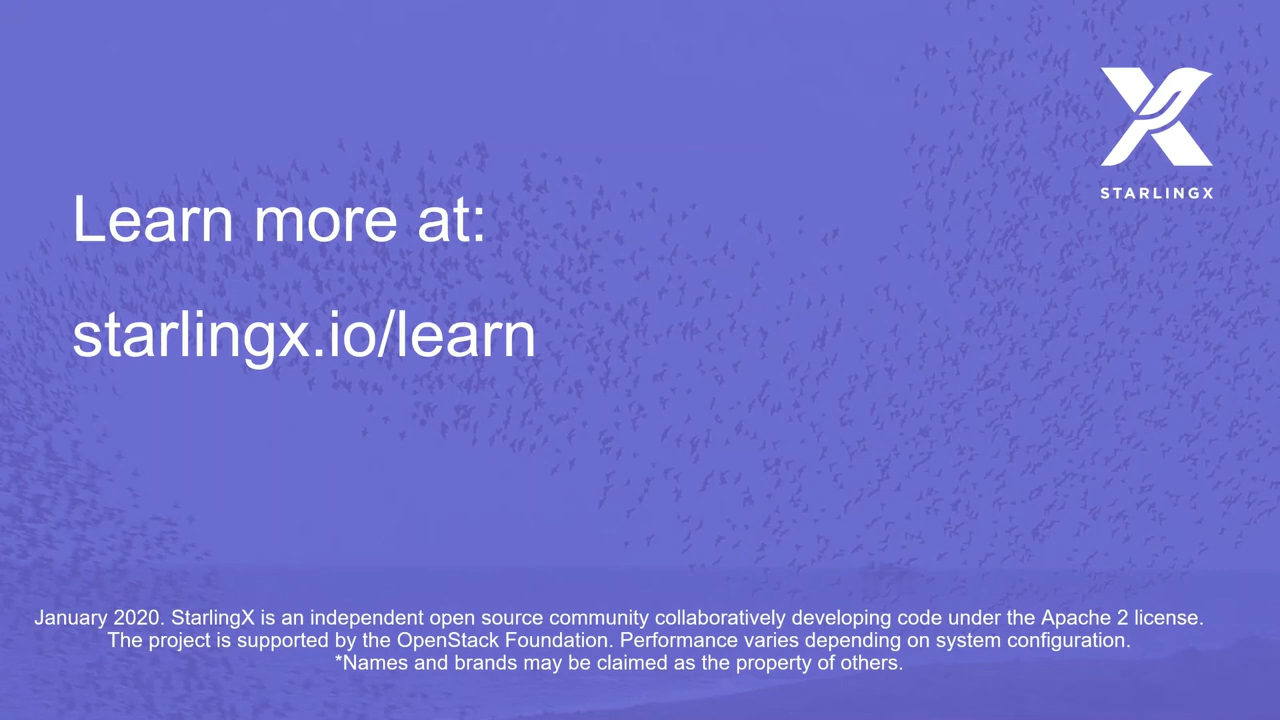 STARLINGX
Learn more at:
starlingx.io/learn
January 2020. StarlingX is an independent open source community collaboratively developing code under the Apache 2 license.
The project is supported by the OpenStack Foundation. Performance varies depending on system configuration.
*Names and brands may be claimed as the property of others.